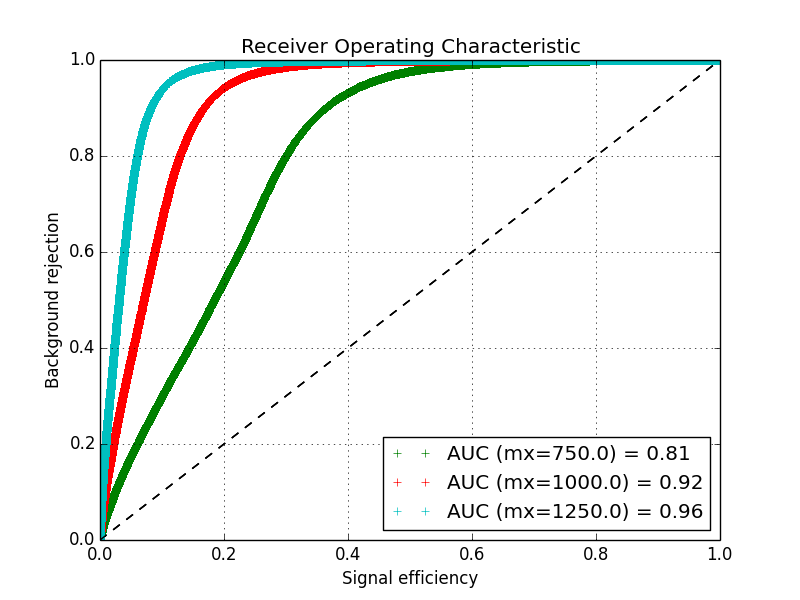 Receiver Operating Characteristic
1.0
0.8
0.6
0.4
0.2
0.0
Background rejection
AUC (mx=750.0) = 0.81
AUC (mx=1000.0) = 0.92
AUC (mx=1250.0) = 0.96
0.0 0.2 0.4 0.6 0.8 1.0
Signal efficiency